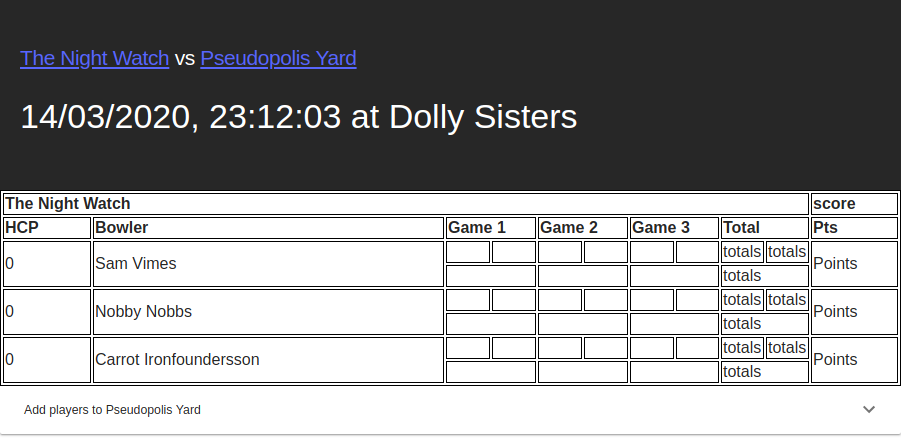 The Night Watch vs Pseudopolis Yard
14/03/2020, 23:12:03 at Dolly Sisters
The Night Watch score
HCP Bowler Game 1 Game 2 Game 3 Total Pts
0 Sam Vimes totals totals Points
totals
0 Nobby Nobbs totals totals Points
totals
0 Carrot Ironfoundersson totals totals Points
totals
Add players to Pseudopolis Yard